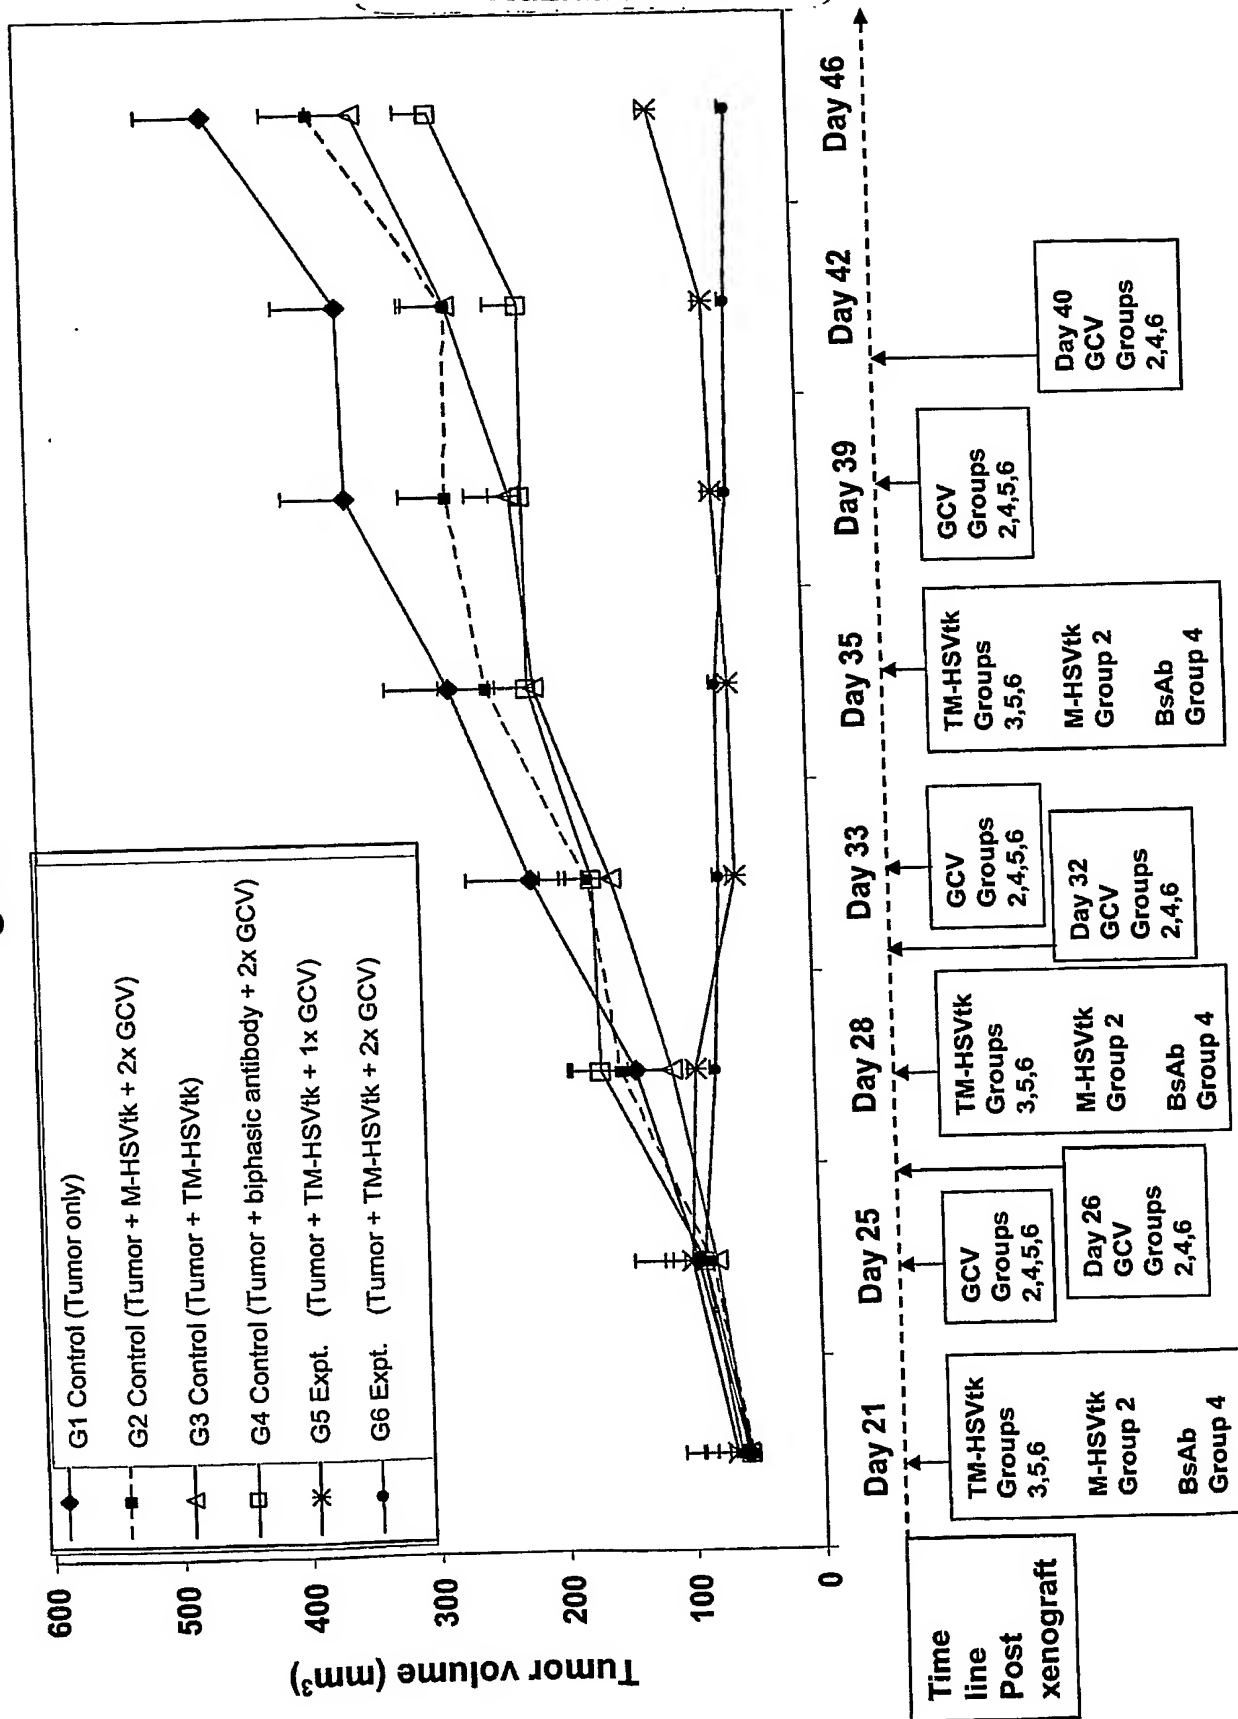 G1 Control (Tumor only)
G2 Control (Tumor + M-HSVtk + 2x GCV)
G3 Control (Tumor + TM-HSVtk)
G4 Control (Tumor + biphasic antibody + 2x GCV)
G5 Expt. (Tumor + TM-HSVtk + 1x GCV)
G6 Expt. (Tumor + TM-HSVtk + 2x GCV)
600
500
400
300
200
100
0
Tumor volume (mm³)
Day 21
Day 25
Day 28
Day 33
Day 35
Day 39
Day 42
Day 46
Time
line
Post
xenograft
TM-HSVtk
Groups
3,5,6
M-HSVtk
Group 2
BsAb
Group 4
GCV
Groups
2,4,5,6
Day 26
GCV
Groups
2,4,6
TM-HSVtk
Groups
3,5,6
M-HSVtk
Group 2
BsAb
Group 4
Day 32
GCV
Groups
2,4,6
GCV
Groups
2,4,5,6
TM-HSVtk
Groups
3,5,6
M-HSVtk
Group 2
BsAb
Group 4
GCV
Groups
2,4,5,6
Day 40
GCV
Groups
2,4,6